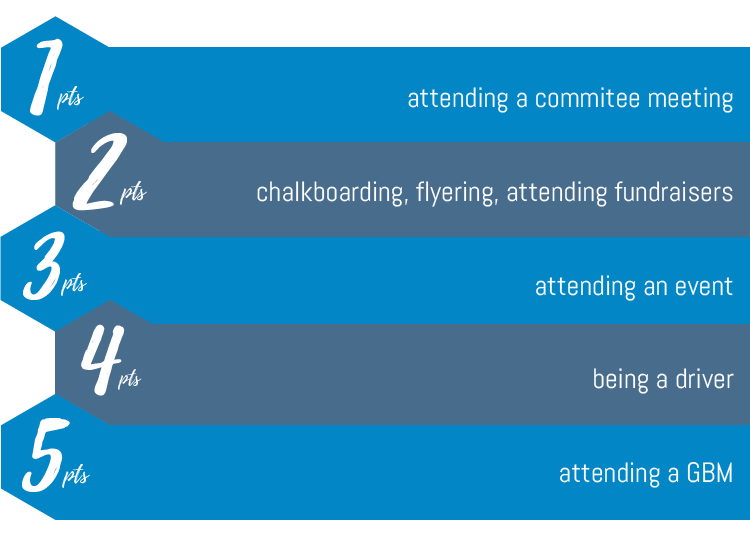 1 pts
attending a commitee meeting
2 pts
chalkboarding, flyering, attending fundraisers
3 pts
attending an event
4 pts
being a driver
5 pts
attending a GBM